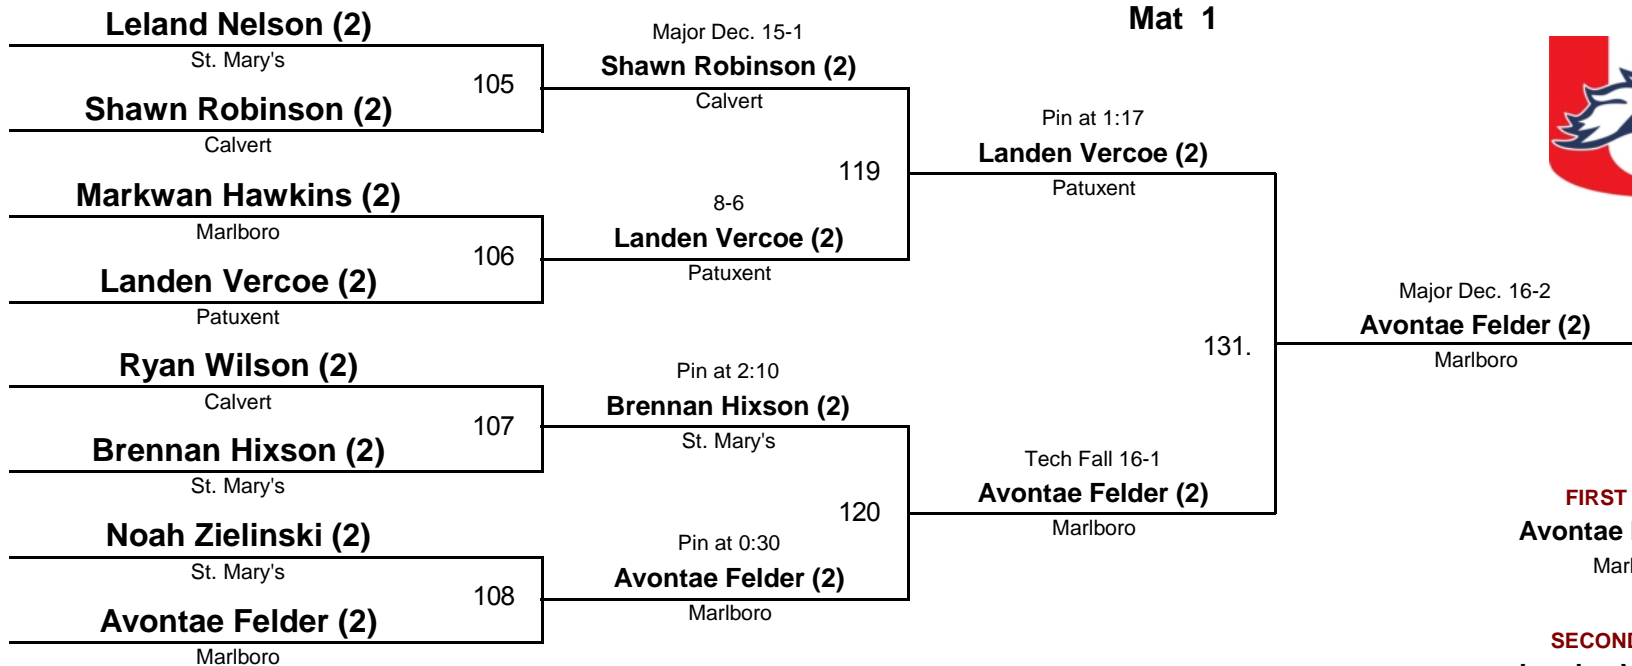 Mat 1
Leland Nelson (2)
St. Mary's
105
Shawn Robinson (2)
Calvert
Markwan Hawkins (2)
Marlboro
106
Landen Vercoe (2)
Patuxent
Ryan Wilson (2)
Calvert
107
Brennan Hixson (2)
St. Mary's
Noah Zielinski (2)
St. Mary's
108
Avontae Felder (2)
Marlboro
Major Dec. 15-1
Shawn Robinson (2)
Calvert
119
8-6
Landen Vercoe (2)
Patuxent
Pin at 2:10
Brennan Hixson (2)
St. Mary's
120
Pin at 0:30
Avontae Felder (2)
Marlboro
Pin at 1:17
Landen Vercoe (2)
Patuxent
131.
Tech Fall 16-1
Avontae Felder (2)
Marlboro
Major Dec. 16-2
Avontae Felder (2)
Marlboro
FIRST
Avontae
Marl
SECOND